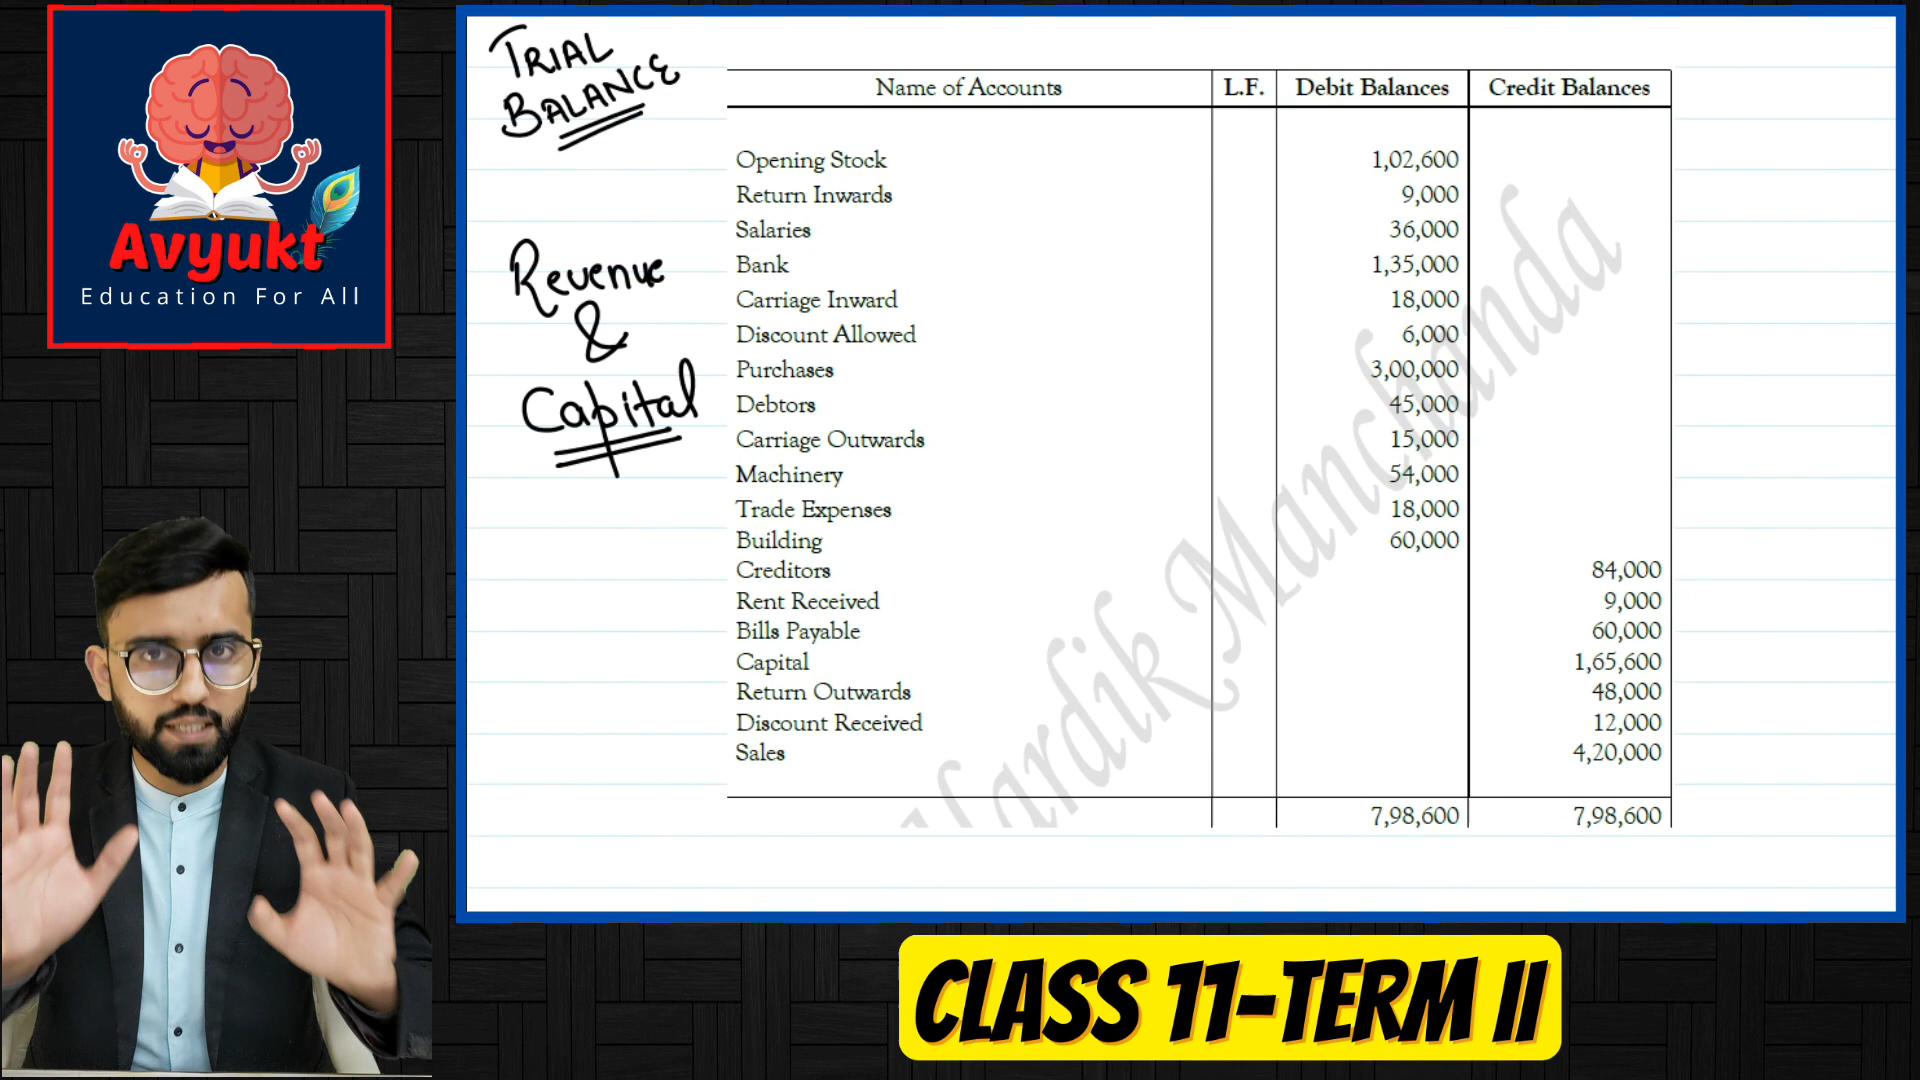 Avyukt
Education For All
TRIAL
BALANCE
Revenue
&
Capital
Name of Accounts L.F. Debit Balances Credit Balances
Opening Stock 1,02,600
Return Inwards 9,000
Salaries 36,000
Bank 1,35,000
Carriage Inward 18,000
Discount Allowed 6,000
Purchases 3,00,000
Debtors 45,000
Carriage Outwards 15,000
Machinery 54,000
Trade Expenses 18,000
Building 60,000
Creditors 84,000
Rent Received 9,000
Bills Payable 60,000
Capital 1,65,600
Return Outwards 48,000
Discount Received 12,000
Sales 4,20,000
7,98,600 7,98,600
Hardik Manchanda
CLASS 11-TERM II